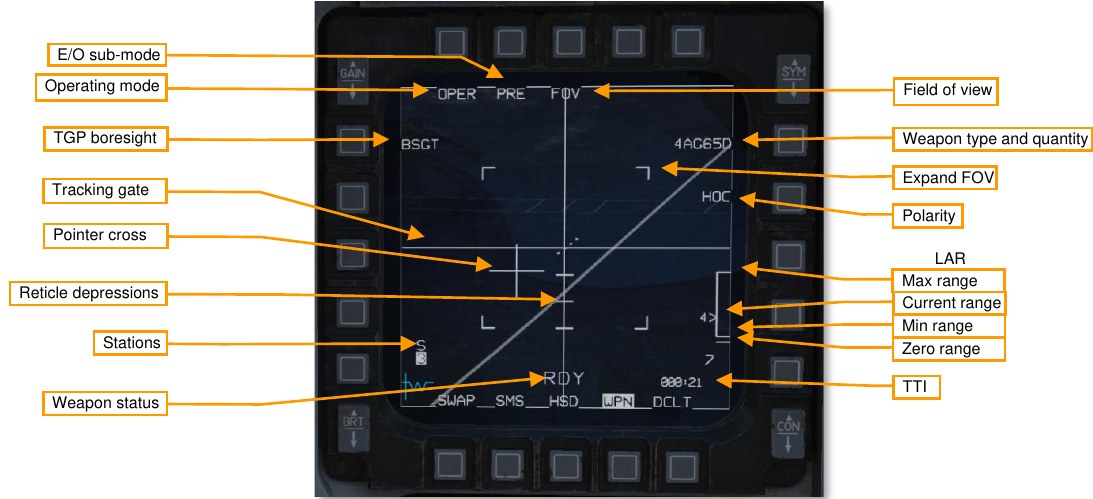 E/O sub-mode
Operating mode
TGP boresight
Tracking gate
Pointer cross
Reticle depressions
Stations
Weapon status
GAIN
SYM
OPER PRE FOV
BSGT
4AG65D
HOC
4>
S
3
7
RDY
000:21
SWAP SMS HSD WPN DCLT
BRT
CON
Field of view
Weapon type and quantity
Expand FOV
Polarity
LAR
Max range
Current range
Min range
Zero range
TTI